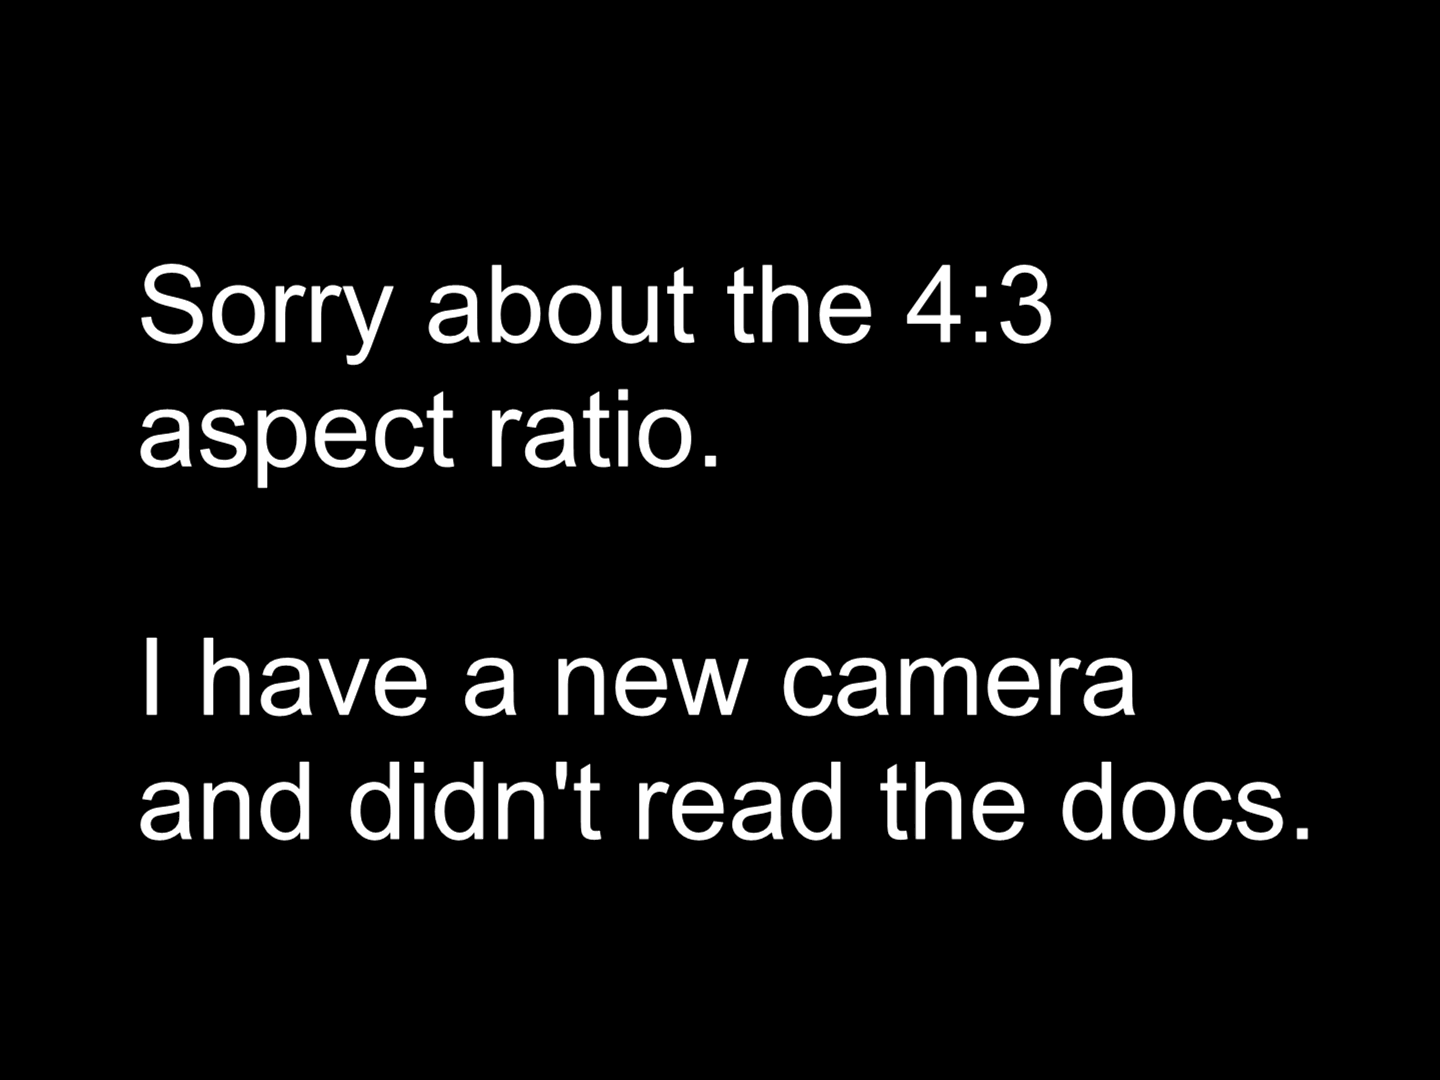 Sorry about the 4:3
aspect ratio.
I have a new camera
and didn't read the docs.